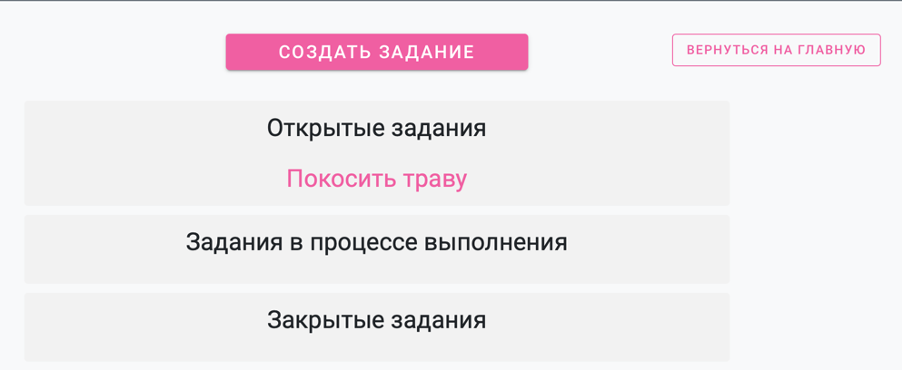 СОЗДАТЬ ЗАДАНИЕ
ВЕРНУТЬСЯ НА ГЛАВНУЮ
Открытые задания
Покосить траву
Задания в процессе выполнения
Закрытые задания